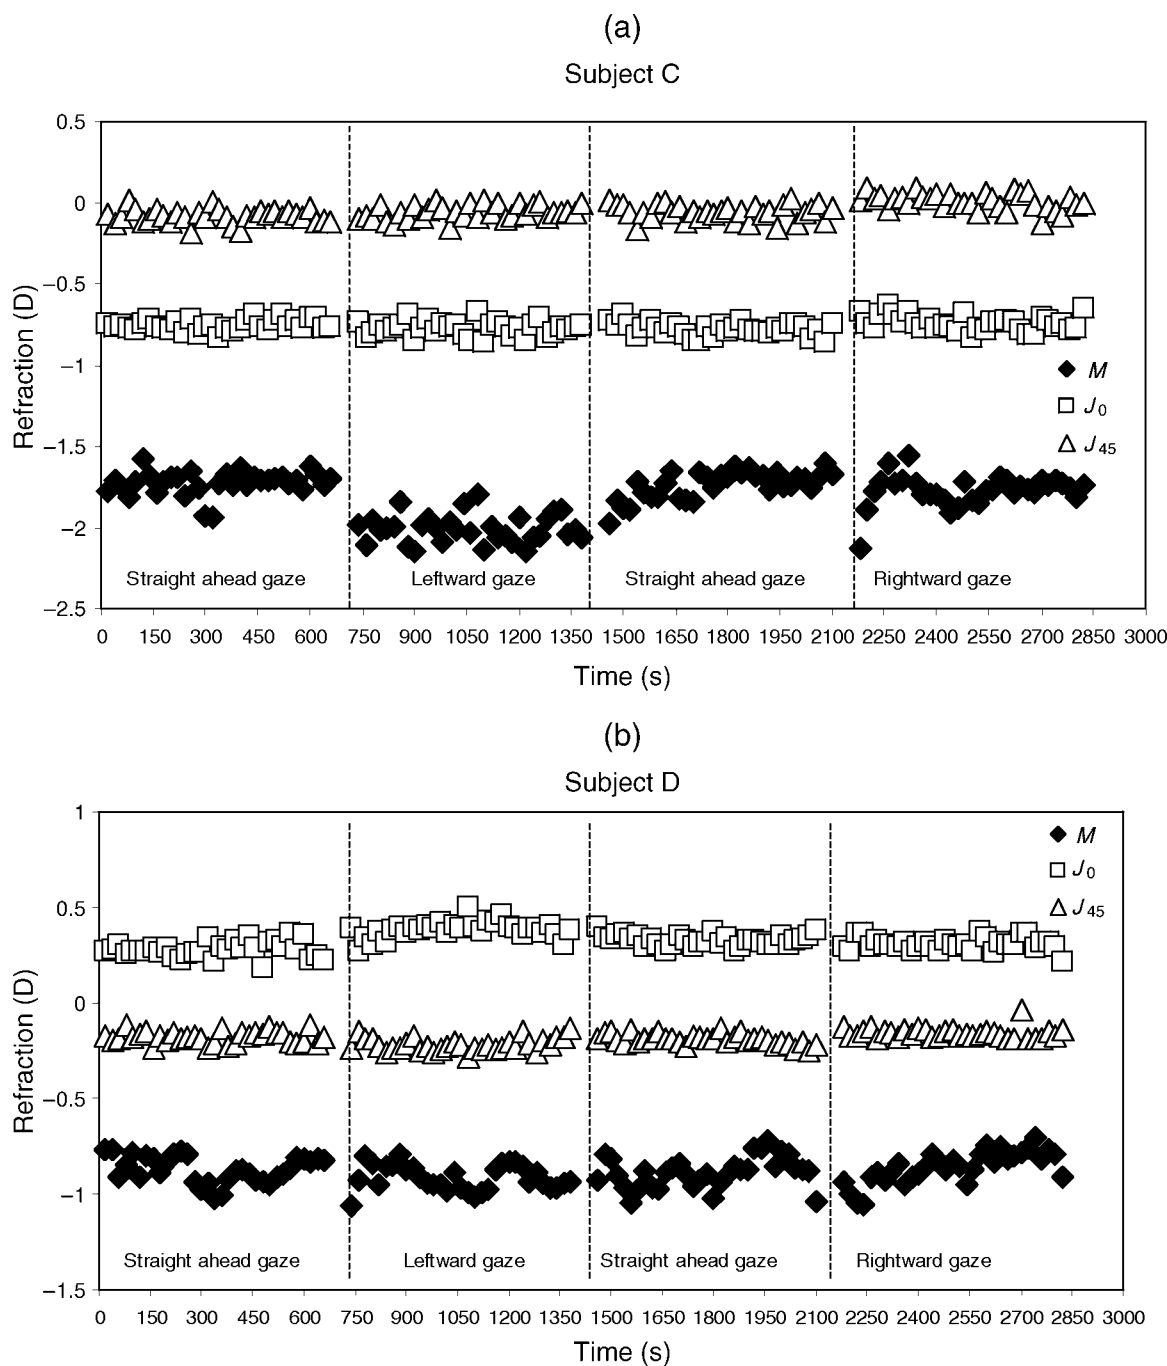 (a)
Subject C
Refraction (D)
0.5
0
−0.5
−1
−1.5
−2
−2.5
M
J0
J45
Straight ahead gaze Leftward gaze Straight ahead gaze Rightward gaze
0 150 300 450 600 750 900 1050 1200 1350 1500 1650 1800 1950 2100 2250 2400 2550 2700 2850 3000
Time (s)
(b)
Subject D
Refraction (D)
1
0.5
0
−0.5
−1
−1.5
M
J0
J45
Straight ahead gaze Leftward gaze Straight ahead gaze Rightward gaze
0 150 300 450 600 750 900 1050 1200 1350 1500 1650 1800 1950 2100 2250 2400 2550 2700 2850 3000
Time (s)